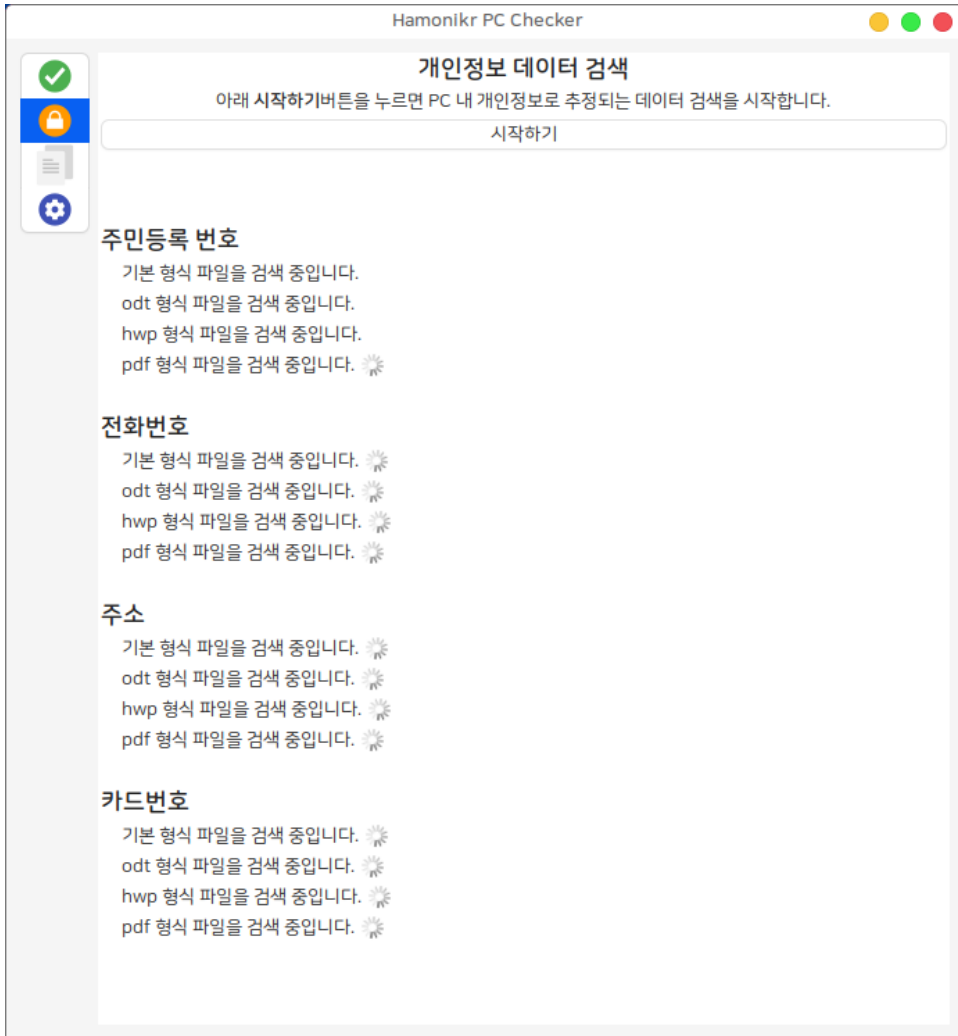 Hamonikr PC Checker
개인정보 데이터 검색
아래 시작하기버튼을 누르면 PC 내 개인정보로 추정되는 데이터 검색을 시작합니다.
시작하기
주민등록 번호
기본 형식 파일을 검색 중입니다.
odt 형식 파일을 검색 중입니다.
hwp 형식 파일을 검색 중입니다.
pdf 형식 파일을 검색 중입니다.
전화번호
기본 형식 파일을 검색 중입니다.
odt 형식 파일을 검색 중입니다.
hwp 형식 파일을 검색 중입니다.
pdf 형식 파일을 검색 중입니다.
주소
기본 형식 파일을 검색 중입니다.
odt 형식 파일을 검색 중입니다.
hwp 형식 파일을 검색 중입니다.
pdf 형식 파일을 검색 중입니다.
카드번호
기본 형식 파일을 검색 중입니다.
odt 형식 파일을 검색 중입니다.
hwp 형식 파일을 검색 중입니다.
pdf 형식 파일을 검색 중입니다.